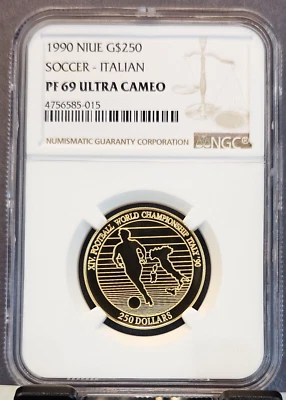 1990 NIUE G$250
SOCCER - ITALIAN
PF 69 ULTRA CAMEO
4756585-015
NUMISMATIC GUARANTY CORPORATION
NGC
XIV. FOOTBALL WORLD CHAMPIONSHIP ITALY '90
250 DOLLARS